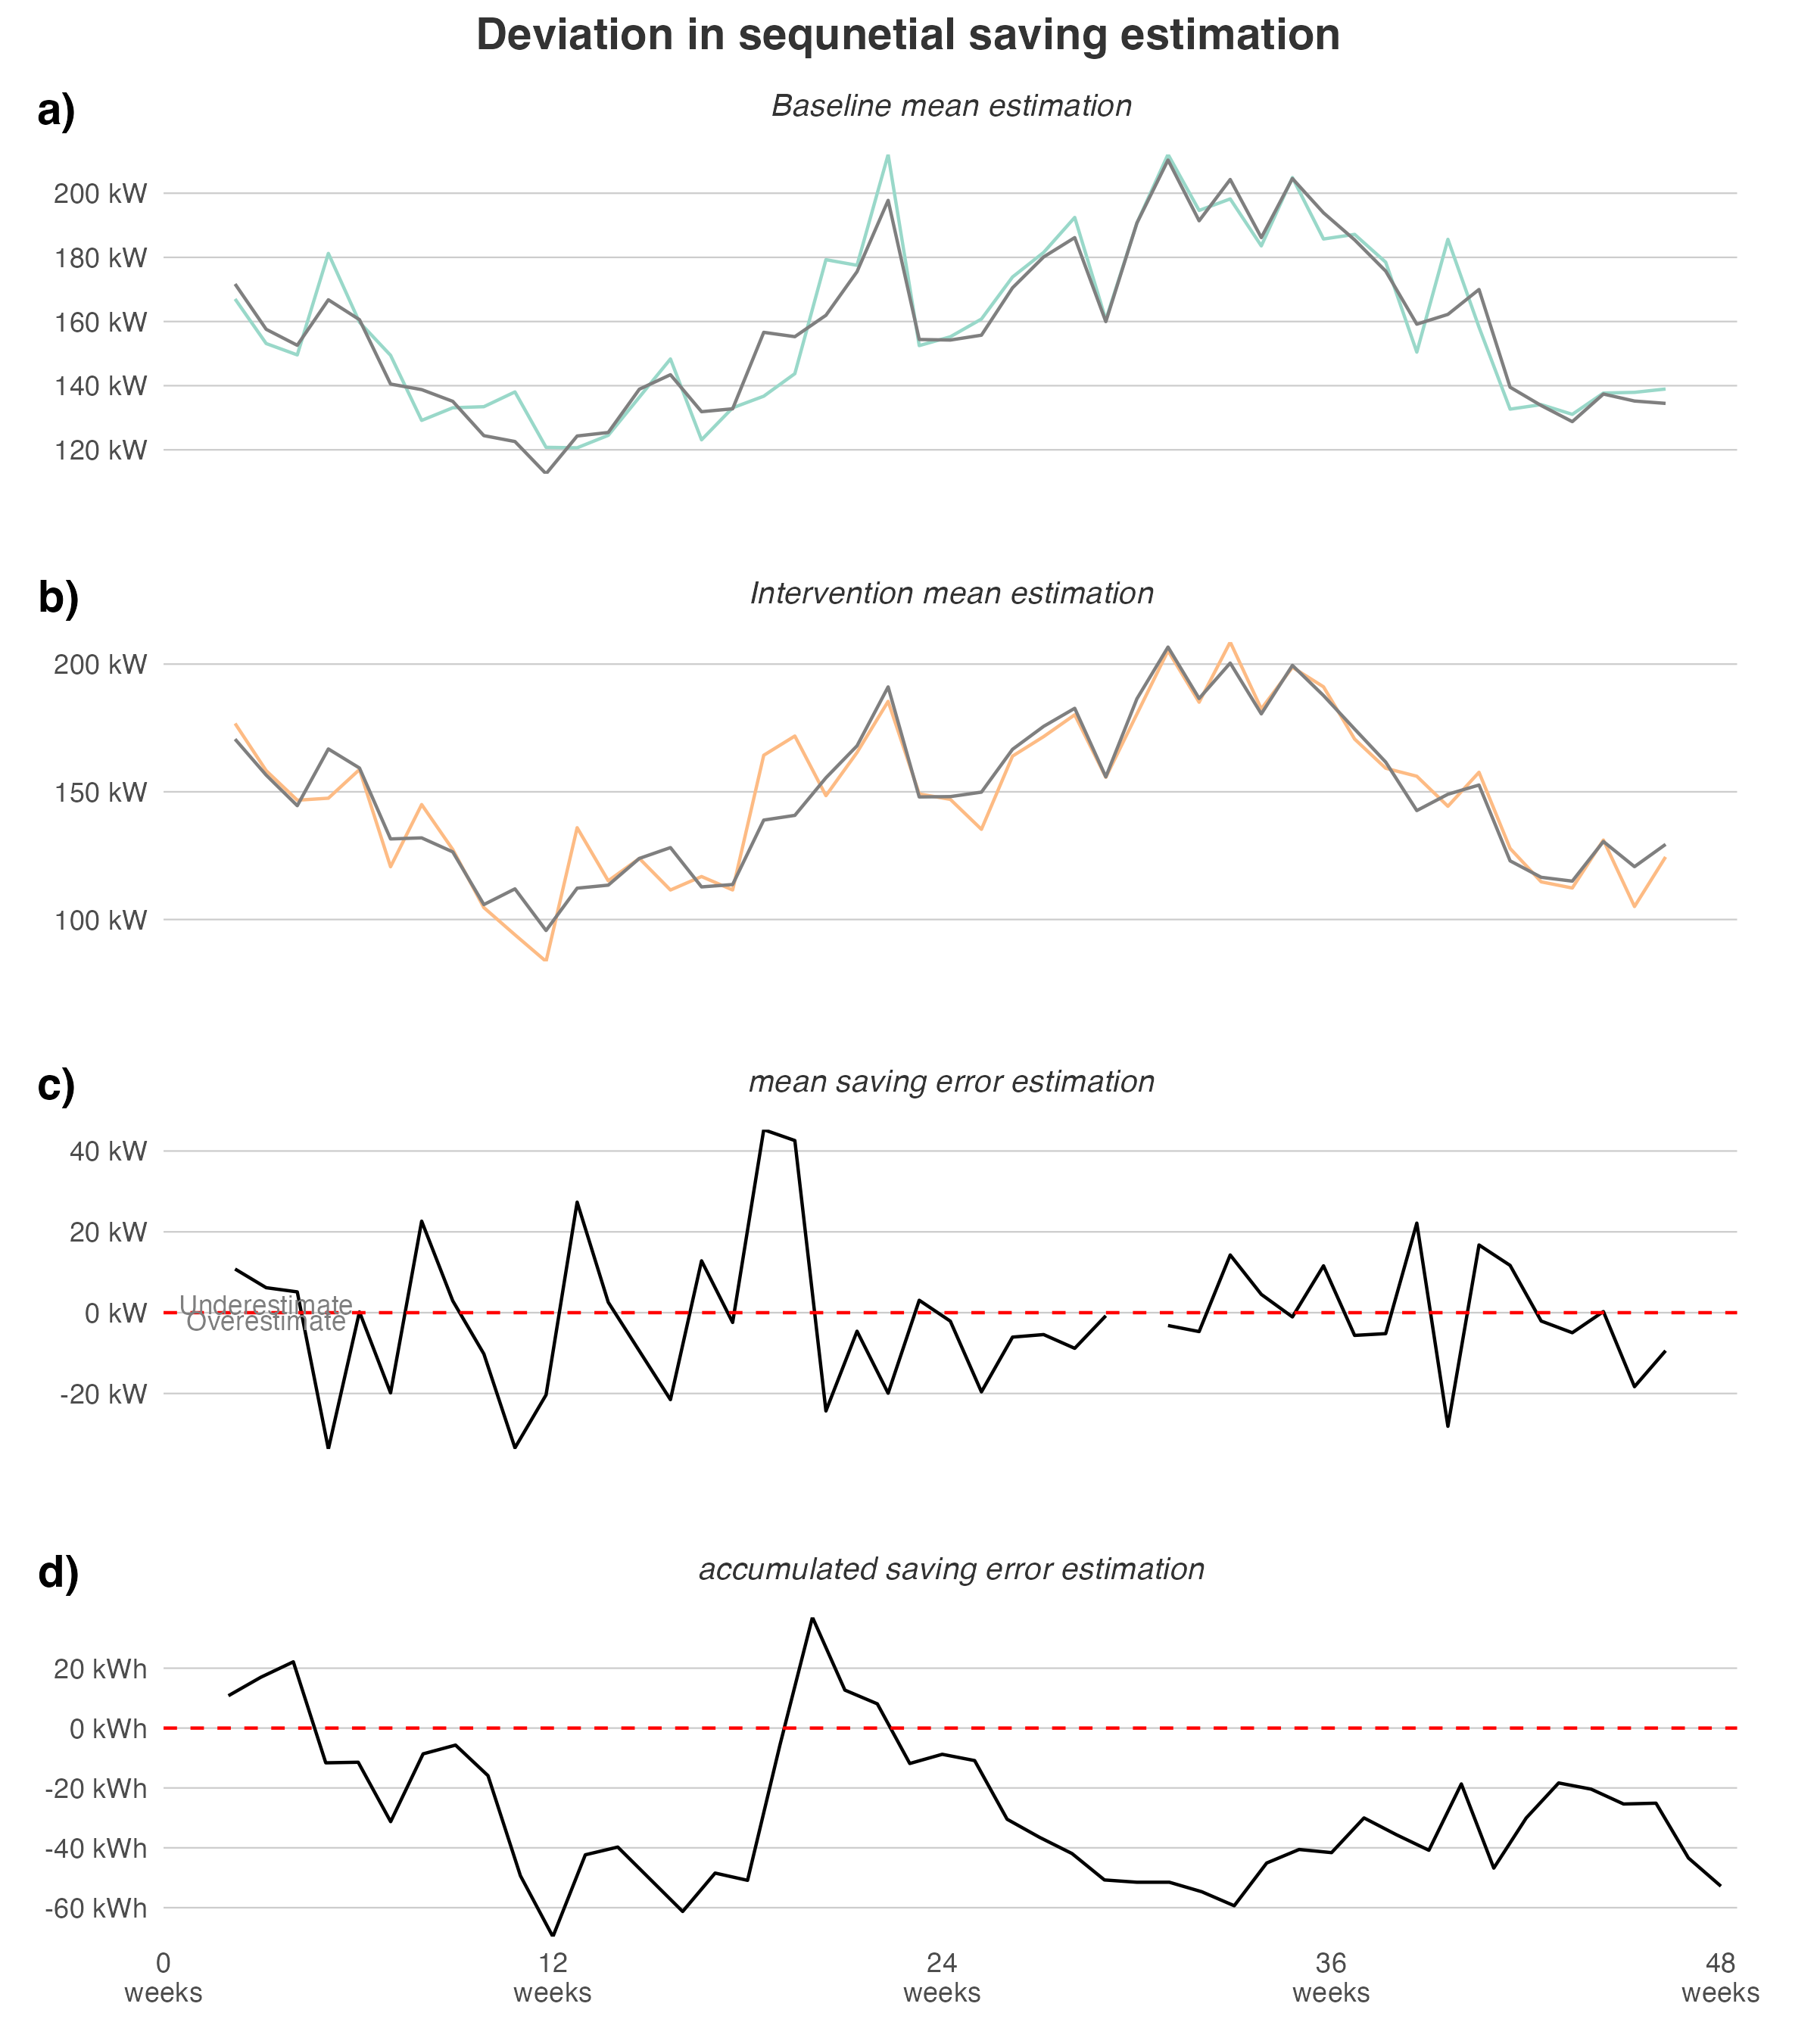 Deviation in sequnetial saving estimation
a)
Baseline mean estimation
200 kW
180 kW
160 kW
140 kW
120 kW
b)
Intervention mean estimation
200 kW
150 kW
100 kW
c)
mean saving error estimation
40 kW
20 kW
0 kW
-20 kW
Underestimate
Overestimate
d)
accumulated saving error estimation
20 kWh
0 kWh
-20 kWh
-40 kWh
-60 kWh
0
weeks
12
weeks
24
weeks
36
weeks
48
weeks